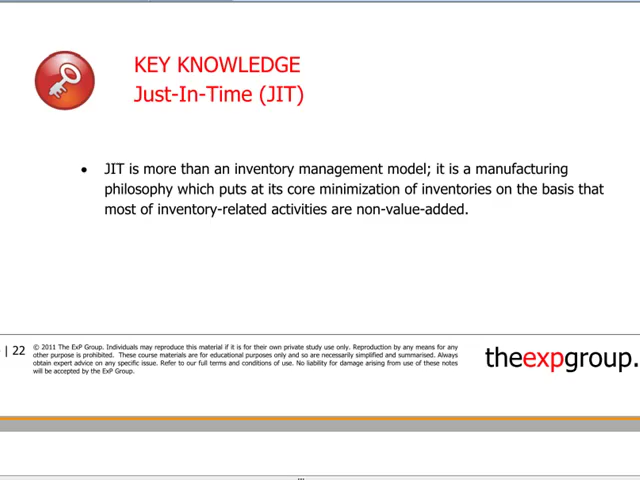 KEY KNOWLEDGE
Just-In-Time (JIT)
• JIT is more than an inventory management model; it is a manufacturing
philosophy which puts at its core minimization of inventories on the basis that
most of inventory-related activities are non-value-added.
| 22
© 2011 The ExP Group. Individuals may reproduce this material if it is for their own private study use only. Reproduction by any means for any
other purpose is prohibited. These course materials are for educational purposes only and so are necessarily simplified and summarised. Always
obtain expert advice on any specific issue. Refer to our full terms and conditions of use. No liability for damage arising from use of these notes
will be accepted by the ExP Group.
theexpgroup.